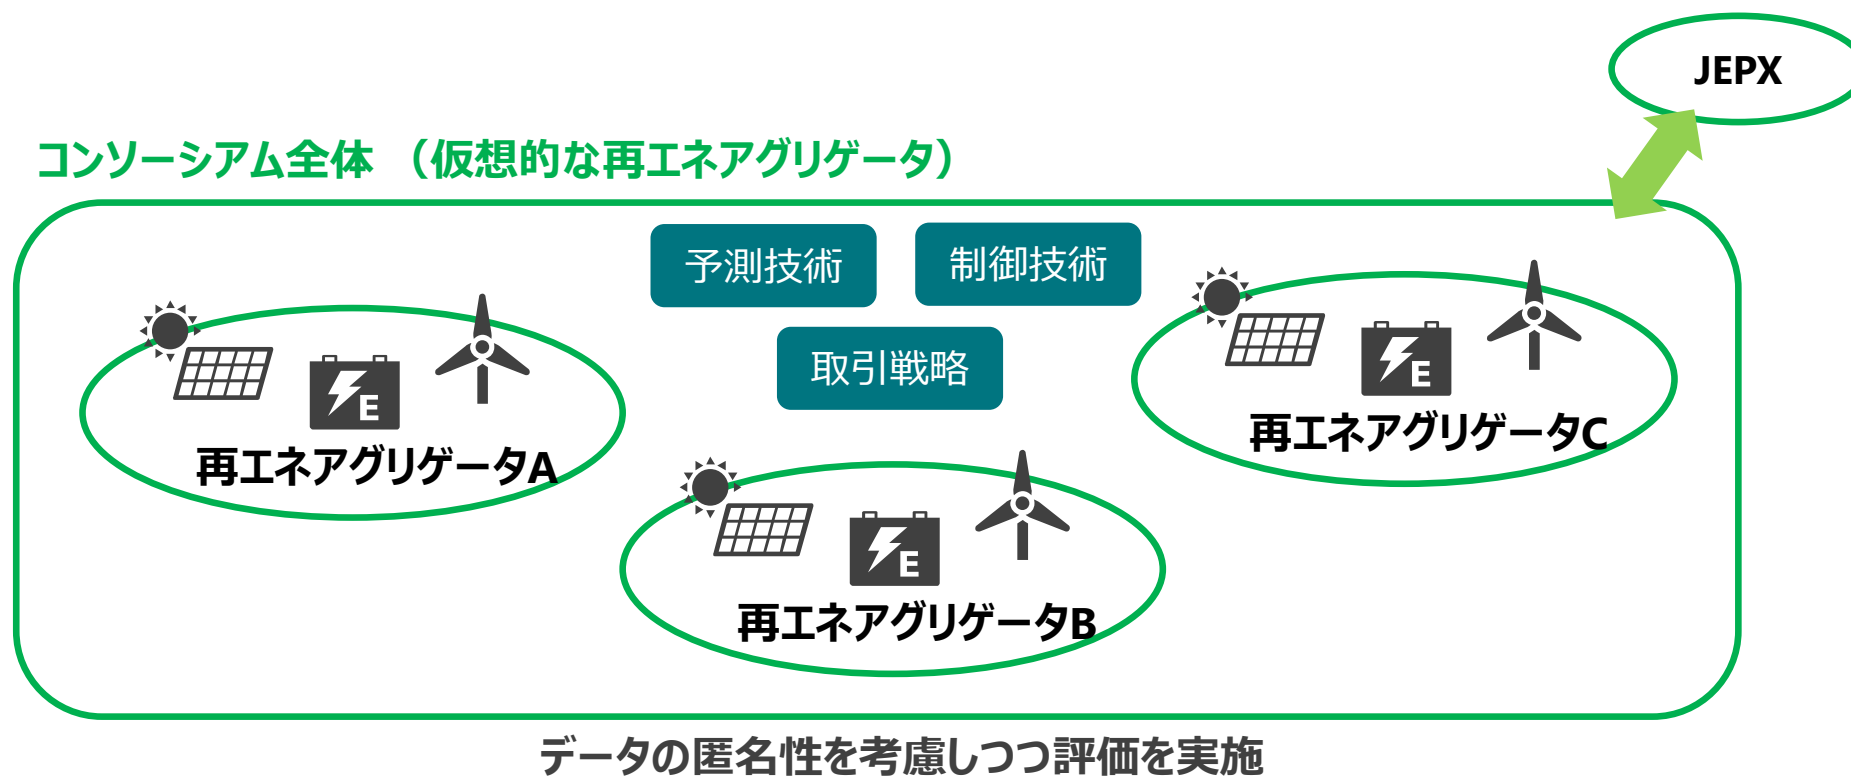 JEPX
コンソーシアム全体 （仮想的な再エネアグリゲータ）
予測技術
制御技術
取引戦略
E
再エネアグリゲータA
E
再エネアグリゲータB
E
再エネアグリゲータC
データの匿名性を考慮しつつ評価を実施